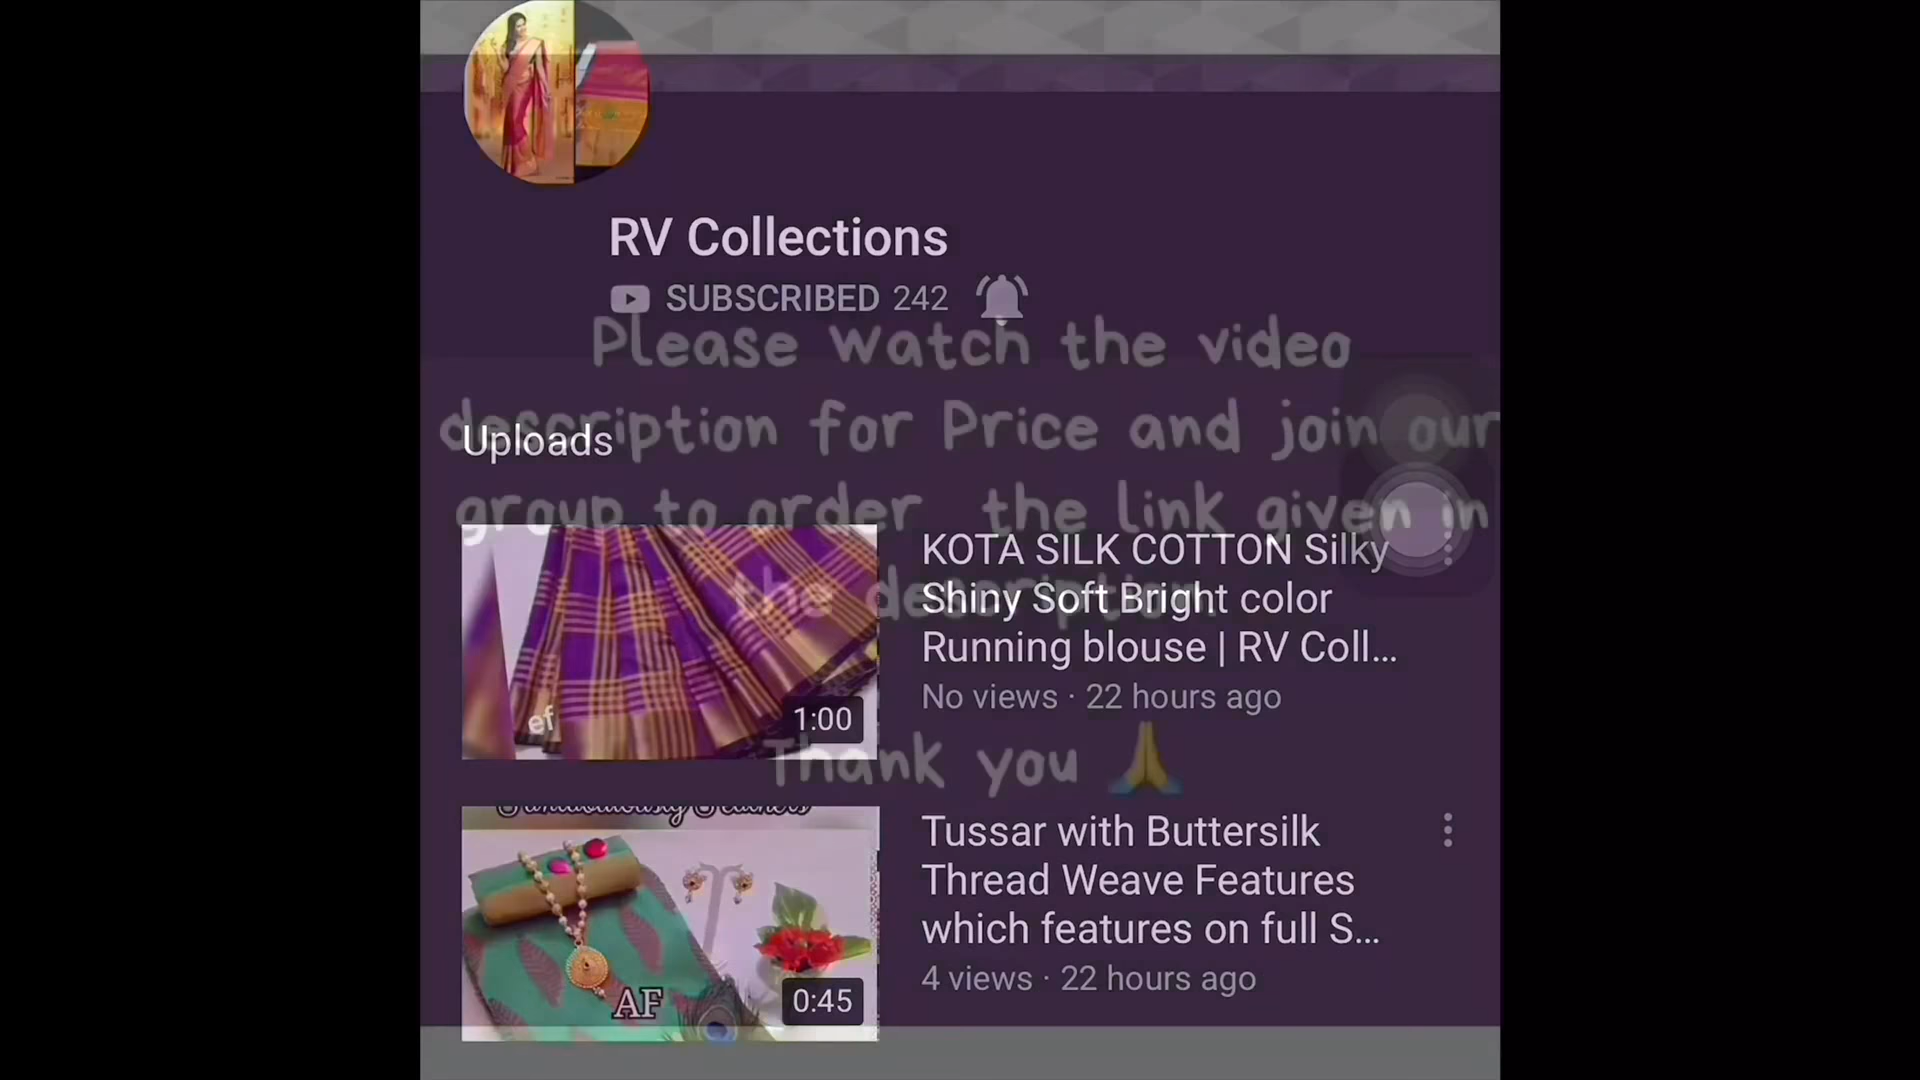 RV Collections
SUBSCRIBED 242
Please Watch the video
description for Price and join our
Uploads
group to order the link given in
the description
KOTA SILK COTTON Silky
Shiny Soft Bright color
Running blouse | RV Coll...
No views · 22 hours ago
ef
1:00
Thank you 🙏
Tussar with Buttersilk
Thread Weave Features
which features on full S...
4 views · 22 hours ago
AF
0:45